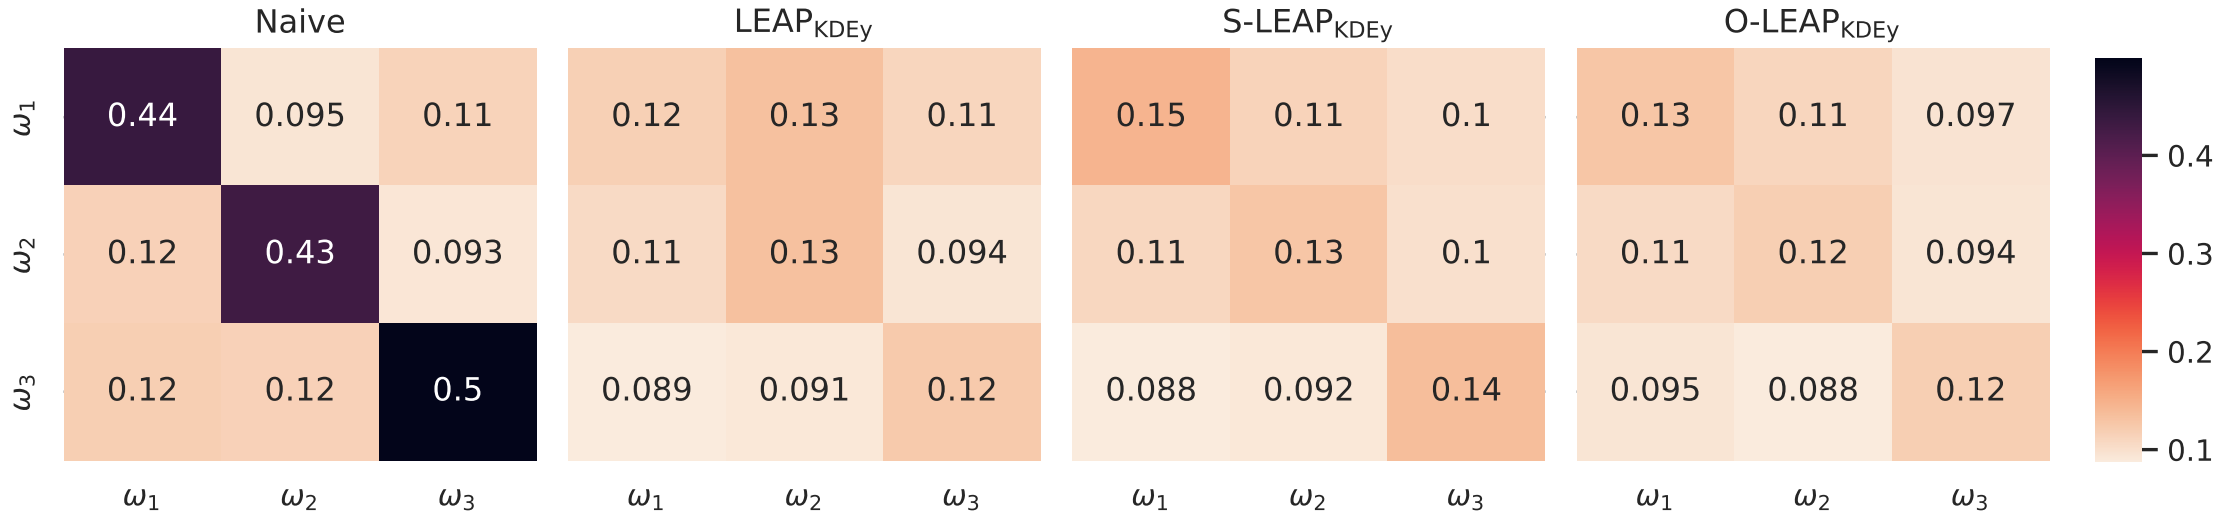 Naive LEAP_KDEy S-LEAP_KDEy O-LEAP_KDEy
ω1 0.44 0.095 0.11 0.12 0.13 0.11 0.15 0.11 0.1 0.13 0.11 0.097
0.4
ω2 0.12 0.43 0.093 0.11 0.13 0.094 0.11 0.13 0.1 0.11 0.12 0.094
0.3
0.2
ω3 0.12 0.12 0.5 0.089 0.091 0.12 0.088 0.092 0.14 0.095 0.088 0.12
0.1
ω1 ω2 ω3 ω1 ω2 ω3 ω1 ω2 ω3 ω1 ω2 ω3